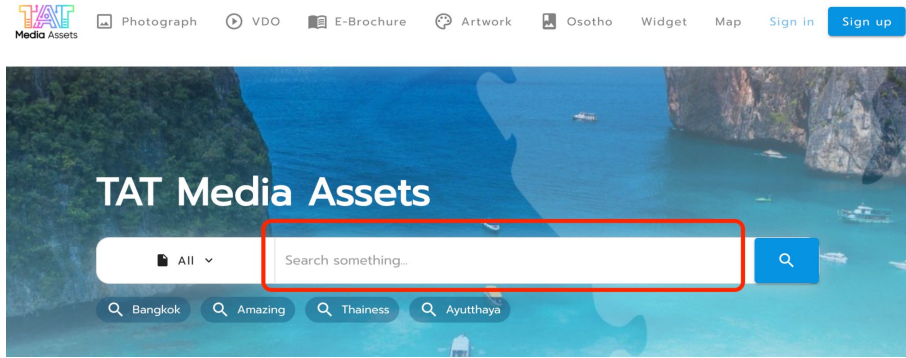 TAT
Media Assets
Photograph
VDO
E-Brochure
Artwork
Osotho
Widget
Map
Sign in
Sign up
TAT Media Assets
All
Search something...
Bangkok
Amazing
Thainess
Ayutthaya